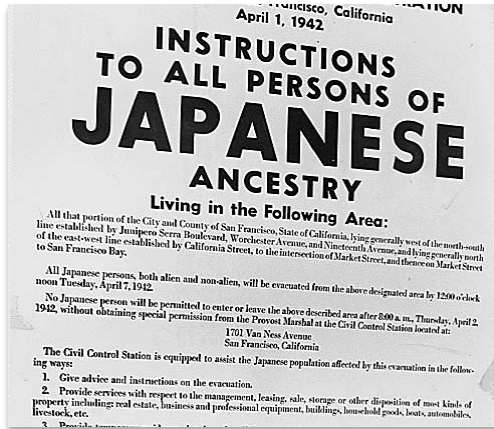 Francisco, California
April 1, 1942
INSTRUCTIONS
TO ALL PERSONS OF
JAPANESE
ANCESTRY
Living in the Following Area:
All that portion of the City and County of San Francisco, State of California, lying generally west of the north-south
line established by Junipero Serra Boulevard, Worchester Avenue, and Nineteenth Avenue, and lying generally north
of the east-west line established by California Street, to the intersection of Market Street, and thence on Market Street
to San Francisco Bay.
All Japanese persons, both alien and non-alien, will be evacuated from the above designated area by 12:00 o'clock
noon Tuesday, April 7, 1942.
No Japanese person will be permitted to enter or leave the above described area after 8:00 a. m., Thursday, April 2,
1942, without obtaining special permission from the Provost Marshal at the Civil Control Station located at:
1701 Van Ness Avenue
San Francisco, California
The Civil Control Station is equipped to assist the Japanese population affected by this evacuation in the follow-
ing ways:
1. Give advice and instructions on the evacuation.
2. Provide services with respect to the management, leasing, sale, storage or other disposition of most kinds of
property including: real estate, business and professional equipment, buildings, household goods, boats, automobiles,
livestock, etc.
3. Provide